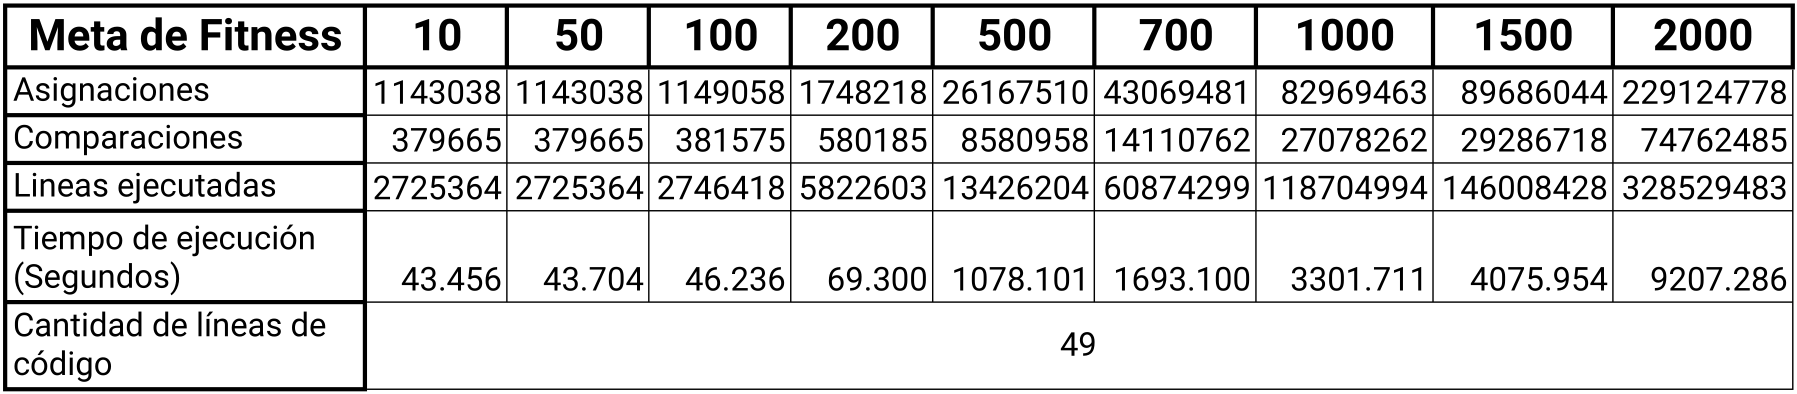 Meta de Fitness 10 50 100 200 500 700 1000 1500 2000
Asignaciones 1143038 1143038 1149058 1748218 26167510 43069481 82969463 89686044 229124778
Comparaciones 379665 379665 381575 580185 8580958 14110762 27078262 29286718 74762485
Lineas ejecutadas 2725364 2725364 2746418 5822603 13426204 60874299 118704994 146008428 328529483
Tiempo de ejecución
(Segundos) 43.456 43.704 46.236 69.300 1078.101 1693.100 3301.711 4075.954 9207.286
Cantidad de líneas de
código 49